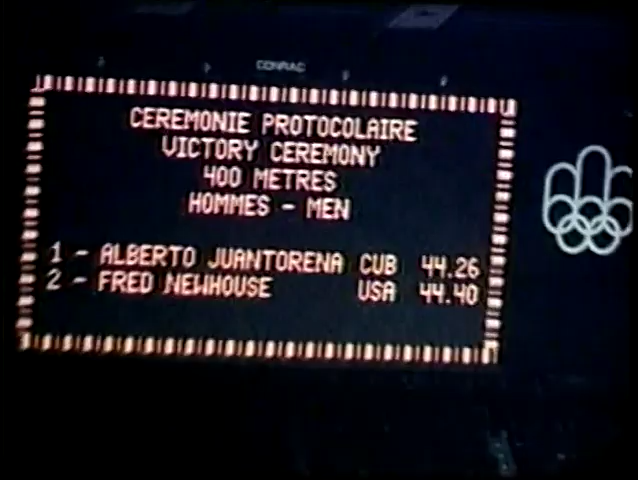 CONRAC
CEREMONIE PROTOCOLAIRE
VICTORY CEREMONY
400 METRES
HOMMES - MEN
1 - ALBERTO JUANTORENA CUB 44.26
2 - FRED NEWHOUSE USA 44.40